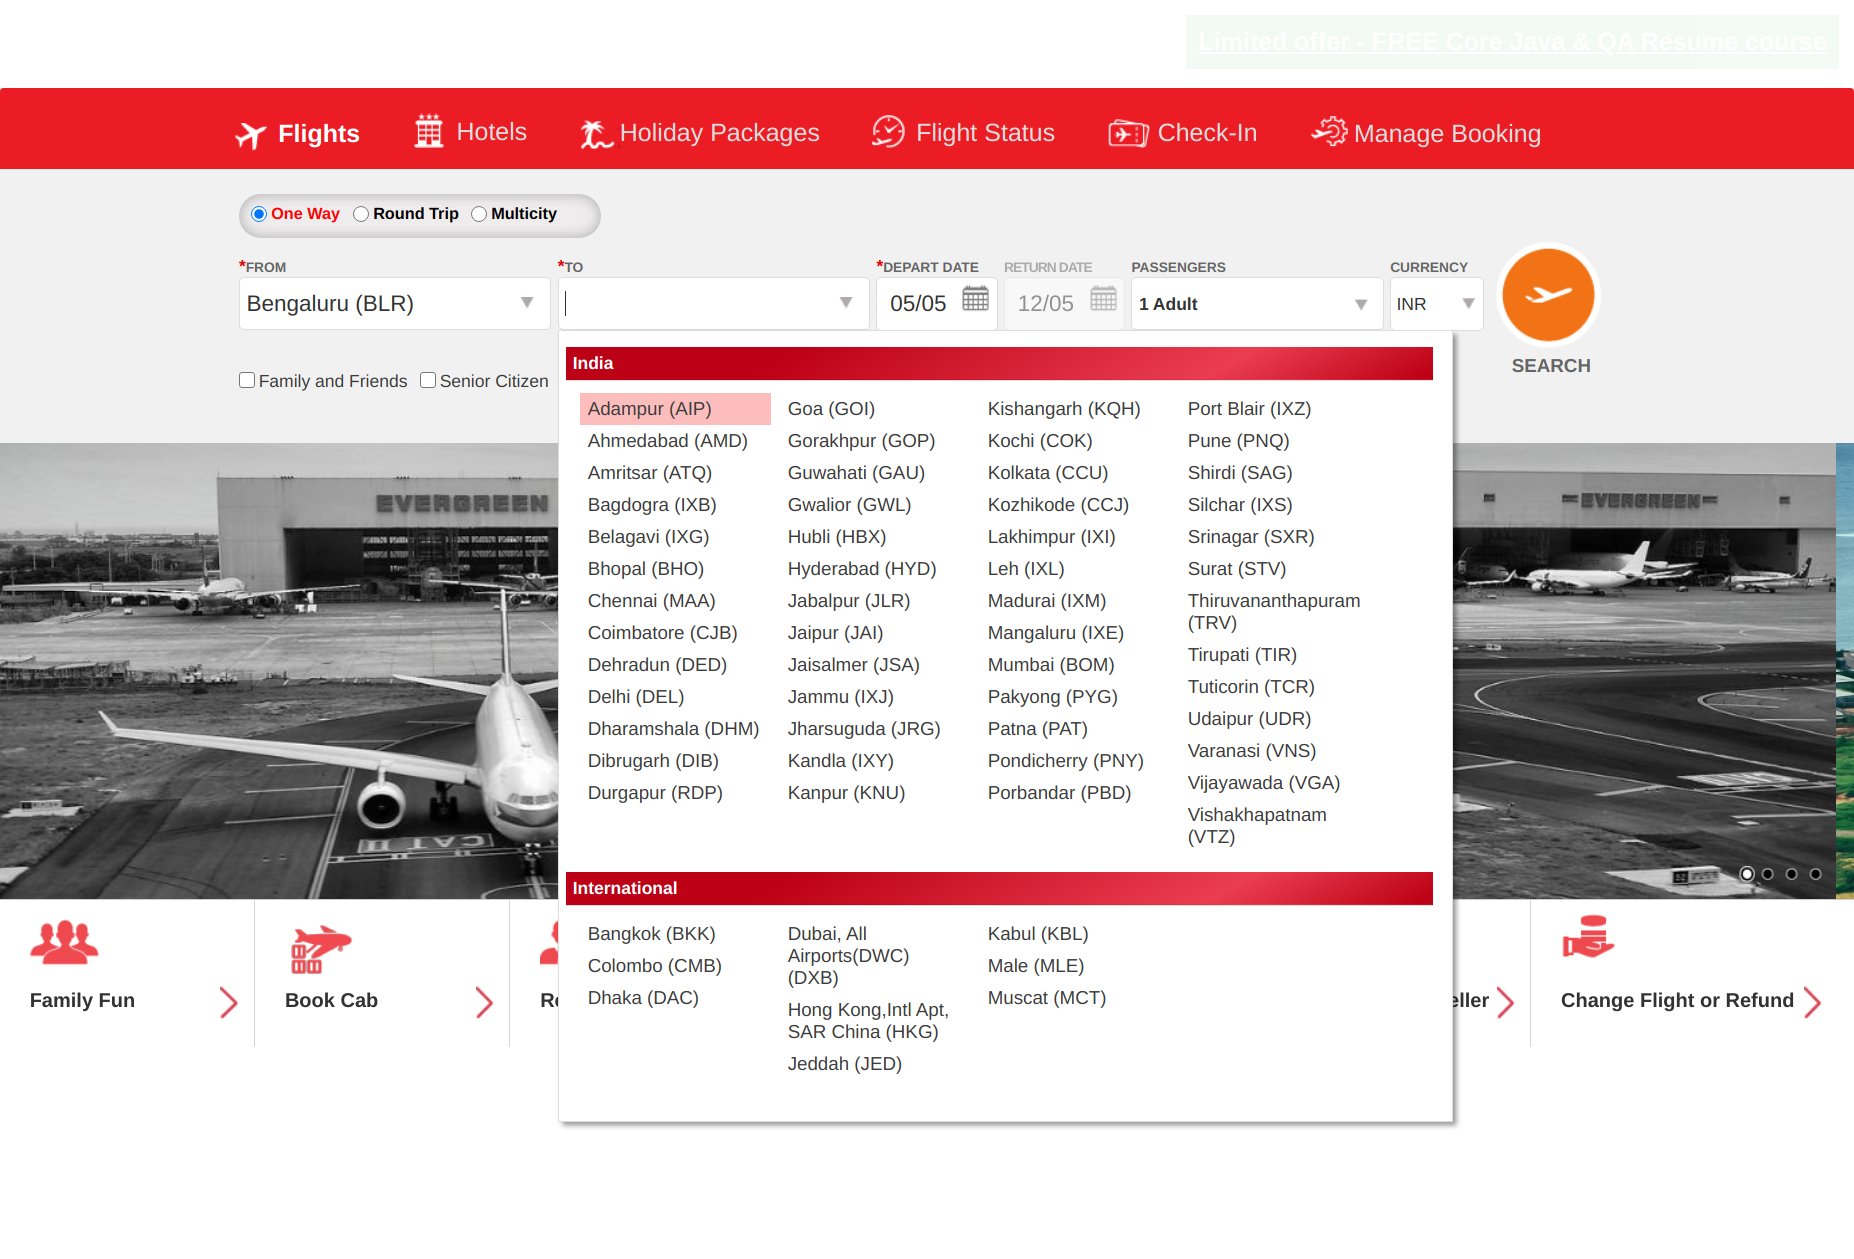 Limited offer - FREE Core Java & QA Resume course
Flights
Hotels
Holiday Packages
Flight Status
Check-In
Manage Booking
One Way
Round Trip
Multicity
*FROM
*TO
*DEPART DATE
RETURN DATE
PASSENGERS
CURRENCY
Bengaluru (BLR)
05/05
12/05
1 Adult
INR
SEARCH
Family and Friends
Senior Citizen
India
Adampur (AIP)
Ahmedabad (AMD)
Amritsar (ATQ)
Bagdogra (IXB)
Belagavi (IXG)
Bhopal (BHO)
Chennai (MAA)
Coimbatore (CJB)
Dehradun (DED)
Delhi (DEL)
Dharamshala (DHM)
Dibrugarh (DIB)
Durgapur (RDP)
Goa (GOI)
Gorakhpur (GOP)
Guwahati (GAU)
Gwalior (GWL)
Hubli (HBX)
Hyderabad (HYD)
Jabalpur (JLR)
Jaipur (JAI)
Jaisalmer (JSA)
Jammu (IXJ)
Jharsuguda (JRG)
Kandla (IXY)
Kanpur (KNU)
Kishangarh (KQH)
Kochi (COK)
Kolkata (CCU)
Kozhikode (CCJ)
Lakhimpur (IXI)
Leh (IXL)
Madurai (IXM)
Mangaluru (IXE)
Mumbai (BOM)
Pakyong (PYG)
Patna (PAT)
Pondicherry (PNY)
Porbandar (PBD)
Port Blair (IXZ)
Pune (PNQ)
Shirdi (SAG)
Silchar (IXS)
Srinagar (SXR)
Surat (STV)
Thiruvananthapuram
(TRV)
Tirupati (TIR)
Tuticorin (TCR)
Udaipur (UDR)
Varanasi (VNS)
Vijayawada (VGA)
Vishakhapatnam
(VTZ)
International
Bangkok (BKK)
Colombo (CMB)
Dhaka (DAC)
Dubai, All
Airports(DWC)
(DXB)
Hong Kong,Intl Apt,
SAR China (HKG)
Jeddah (JED)
Kabul (KBL)
Male (MLE)
Muscat (MCT)
EVERGREEN
EVERGREEN
CAT II
Family Fun
Book Cab
eller
Change Flight or Refund